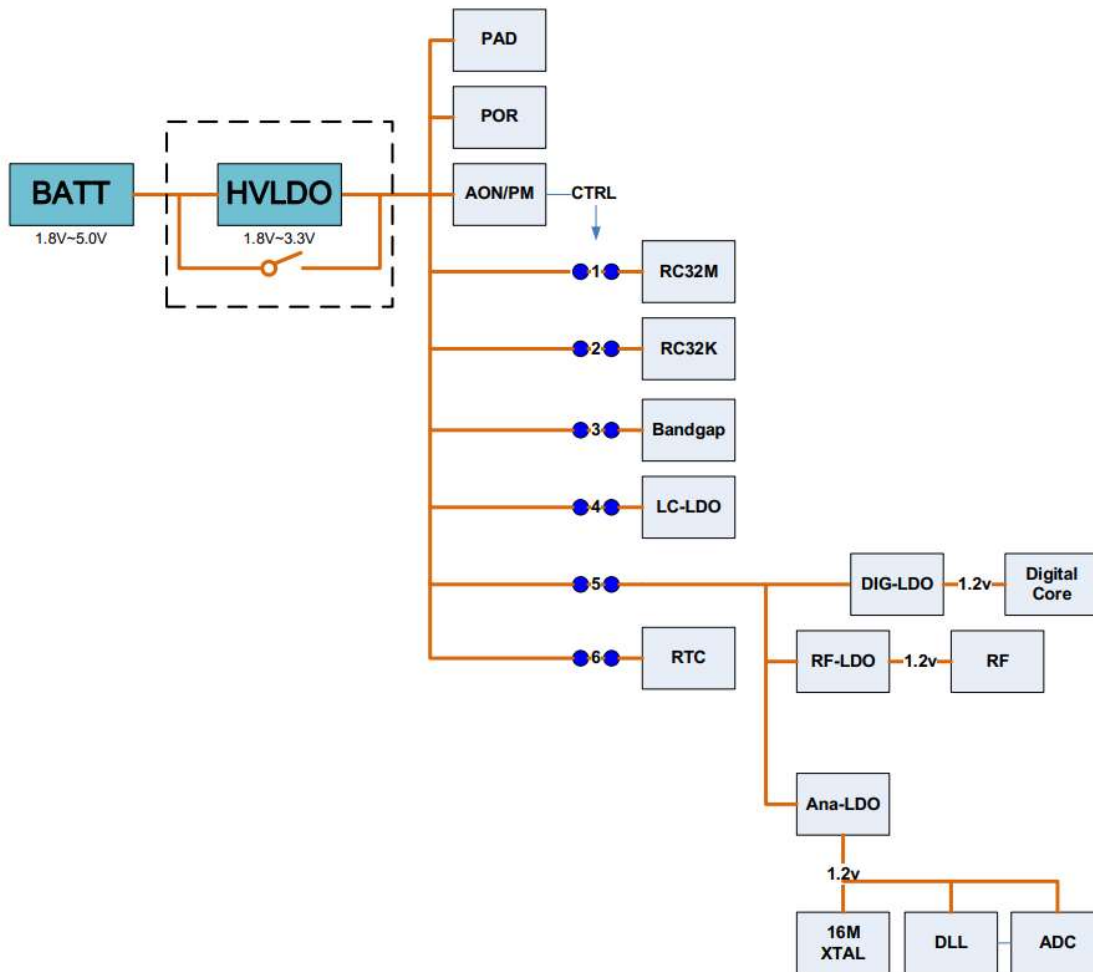 PAD
POR
BATT
HVLDO
AON/PM
CTRL
1.8V~5.0V
1.8V~3.3V
1
RC32M
2
RC32K
3
Bandgap
4
LC-LDO
5
DIG-LDO
1.2v
Digital
Core
6
RTC
RF-LDO
1.2v
RF
Ana-LDO
1.2v
16M
XTAL
DLL
ADC